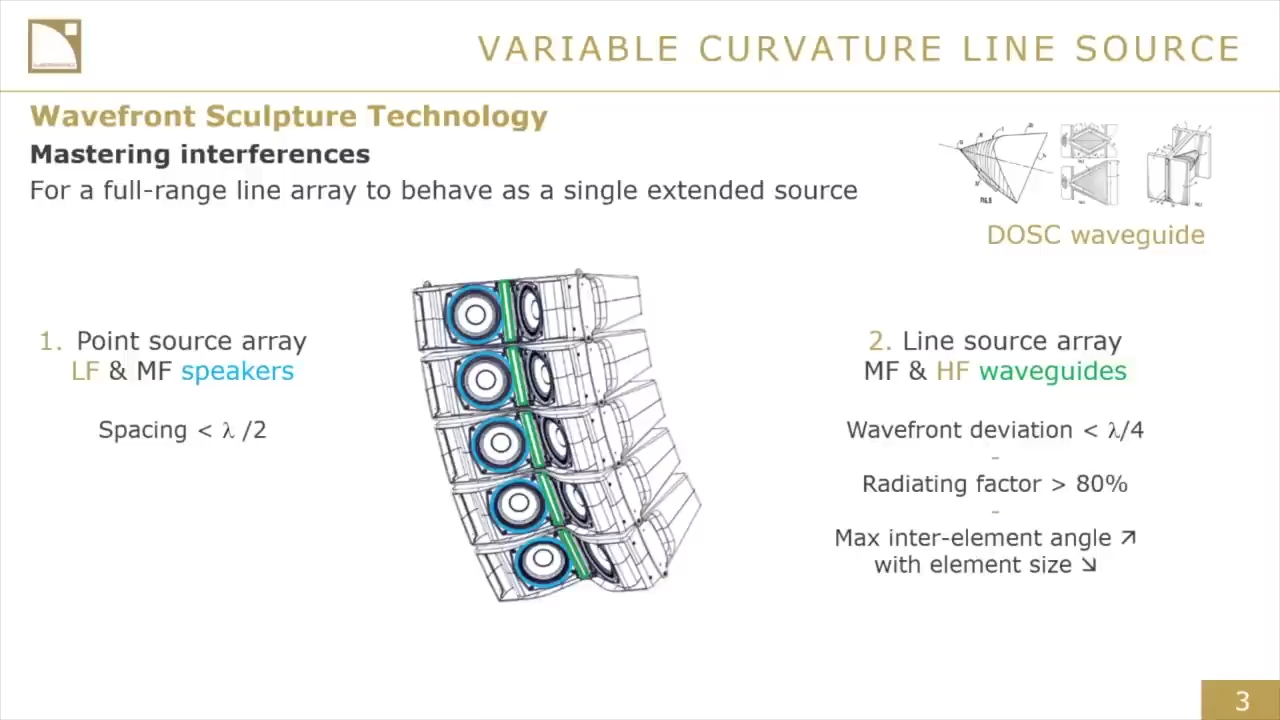 VARIABLE CURVATURE LINE SOURCE
Wavefront Sculpture Technology
Mastering interferences
For a full-range line array to behave as a single extended source
DOSC waveguide
1. Point source array
LF & MF speakers
Spacing < λ /2
2. Line source array
MF & HF waveguides
Wavefront deviation < λ/4
–
Radiating factor > 80%
–
Max inter-element angle ↗
with element size ↘
3